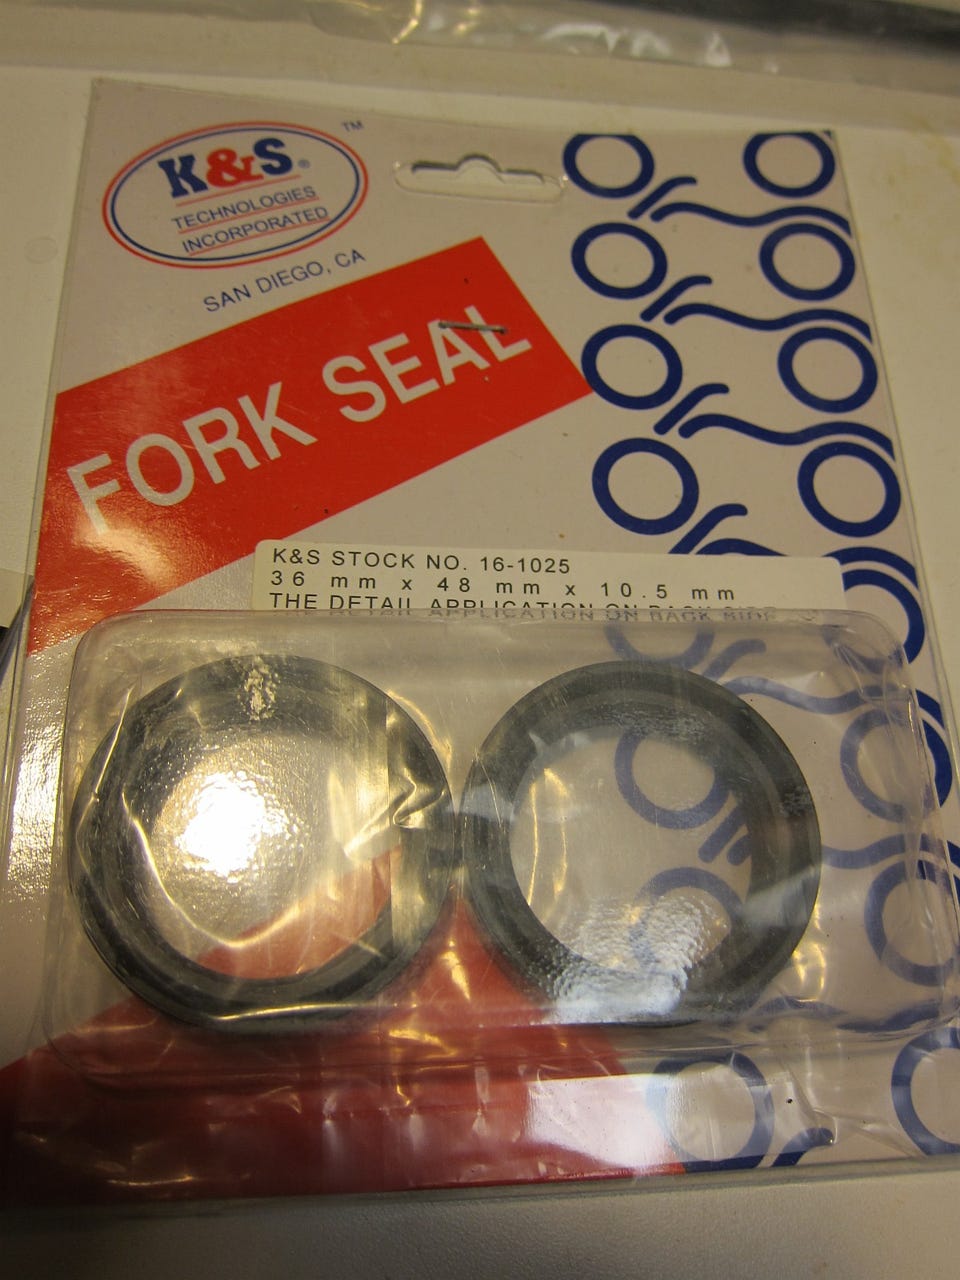 K&S®
™
TECHNOLOGIES
INCORPORATED
SAN DIEGO, CA
FORK SEAL
K&S STOCK NO. 16-1025
36 mm x 48 mm x 10.5 mm
THE DETAIL APPLICATION ON BACK SIDE